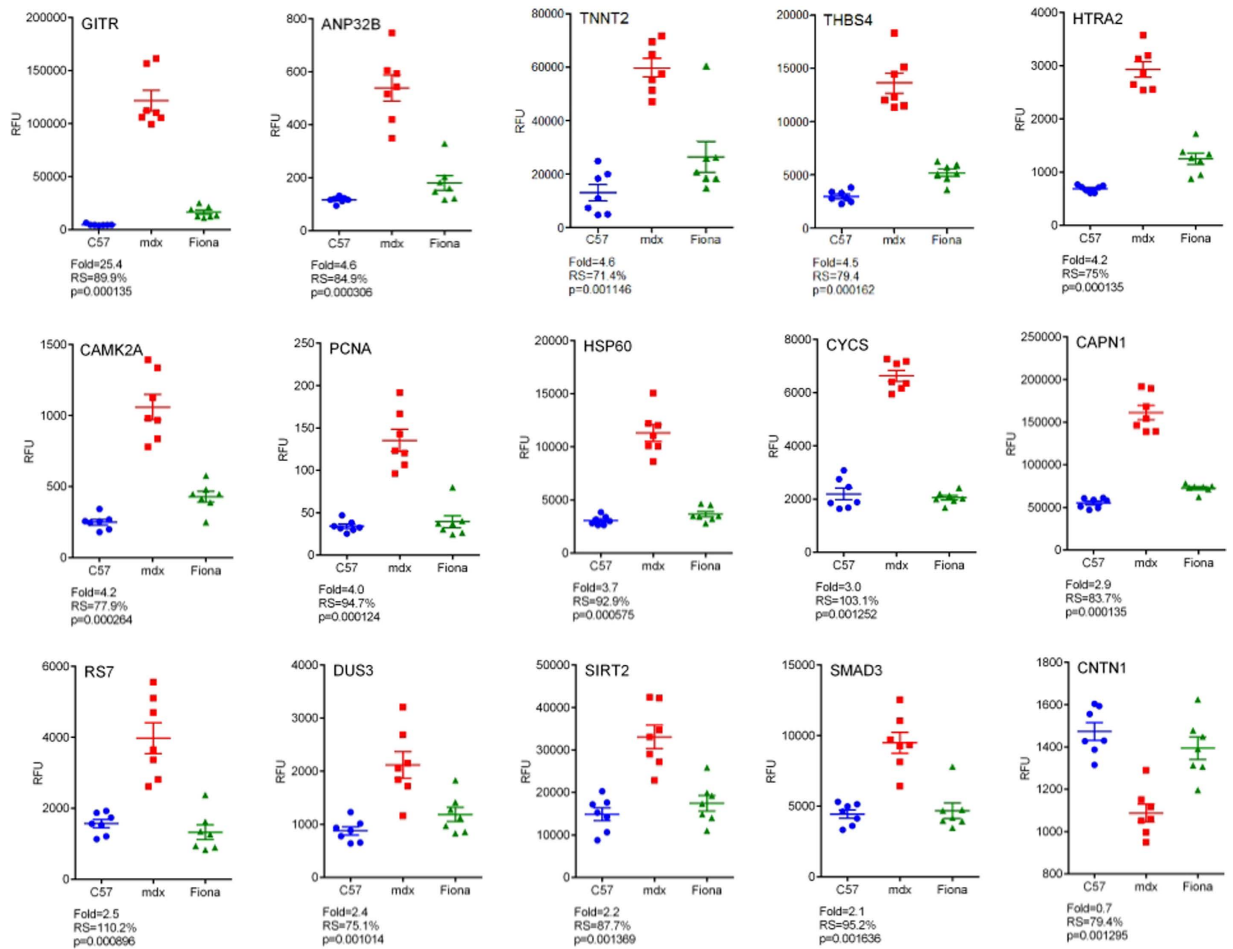 GITR
200000
150000
100000
50000
0
RFU
C57 mdx Fiona
Fold=25.4
RS=89.9%
p=0.000135
ANP32B
800
600
400
200
0
RFU
C57 mdx Fiona
Fold=4.6
RS=84.9%
p=0.000306
TNNT2
80000
60000
40000
20000
0
RFU
C57 mdx Fiona
Fold=4.6
RS=71.4%
p=0.001146
THBS4
20000
15000
10000
5000
0
RFU
C57 mdx Fiona
Fold=4.5
RS=79.4
p=0.000162
HTRA2
4000
3000
2000
1000
0
RFU
C57 mdx Fiona
Fold=4.2
RS=75%
p=0.000135
CAMK2A
1500
1000
500
0
RFU
C57 mdx Fiona
Fold=4.2
RS=77.9%
p=0.000264
PCNA
250
200
150
100
50
0
RFU
C57 mdx Fiona
Fold=4.0
RS=94.7%
p=0.000124
HSP60
20000
15000
10000
5000
0
RFU
C57 mdx Fiona
Fold=3.7
RS=92.9%
p=0.000575
CYCS
8000
6000
4000
2000
0
RFU
C57 mdx Fiona
Fold=3.0
RS=103.1%
p=0.001252
CAPN1
250000
200000
150000
100000
50000
0
RFU
C57 mdx Fiona
Fold=2.9
RS=83.7%
p=0.000135
RS7
6000
4000
2000
0
RFU
C57 mdx Fiona
Fold=2.5
RS=110.2%
p=0.000896
DUS3
4000
3000
2000
1000
0
RFU
C57 mdx Fiona
Fold=2.4
RS=75.1%
p=0.001014
SIRT2
50000
40000
30000
20000
10000
0
RFU
C57 mdx Fiona
Fold=2.2
RS=87.7%
p=0.001369
SMAD3
15000
10000
5000
0
RFU
C57 mdx Fiona
Fold=2.1
RS=95.2%
p=0.001636
CNTN1
1800
1600
1400
1200
1000
800
RFU
C57 mdx Fiona
Fold=0.7
RS=79.4%
p=0.001295